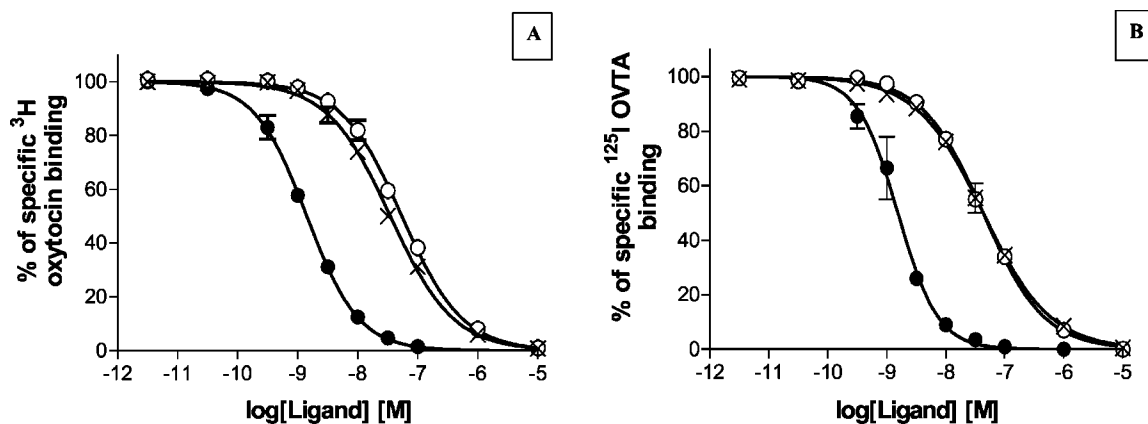 A
% of specific ³H
oxytocin binding
100
80
60
40
20
0
-12 -11 -10 -9 -8 -7 -6 -5
log[Ligand] [M]
B
% of specific ¹²⁵I OVTA
binding
100
80
60
40
20
0
-12 -11 -10 -9 -8 -7 -6 -5
log[Ligand] [M]